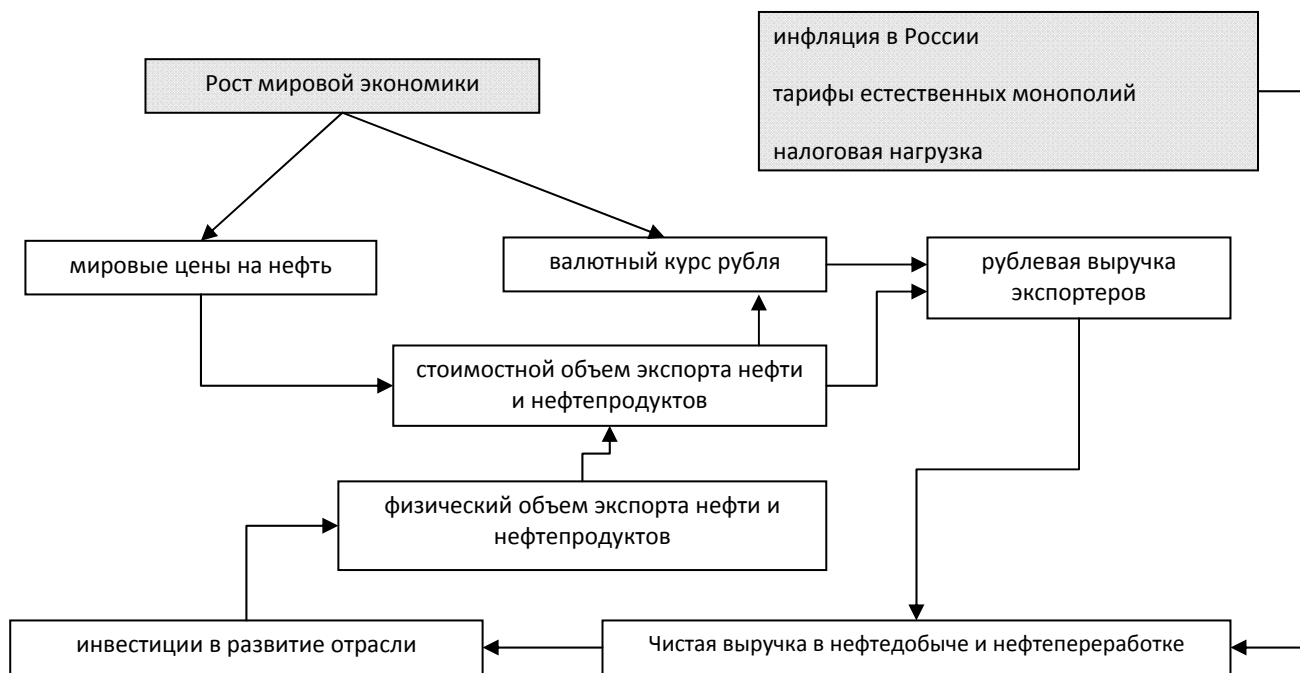 инфляция в России
тарифы естественных монополий
налоговая нагрузка
Рост мировой экономики
мировые цены на нефть
валютный курс рубля
рублевая выручка
экспортеров
стоимостной объем экспорта нефти
и нефтепродуктов
физический объем экспорта нефти и
нефтепродуктов
инвестиции в развитие отрасли
Чистая выручка в нефтедобыче и нефтепереработке